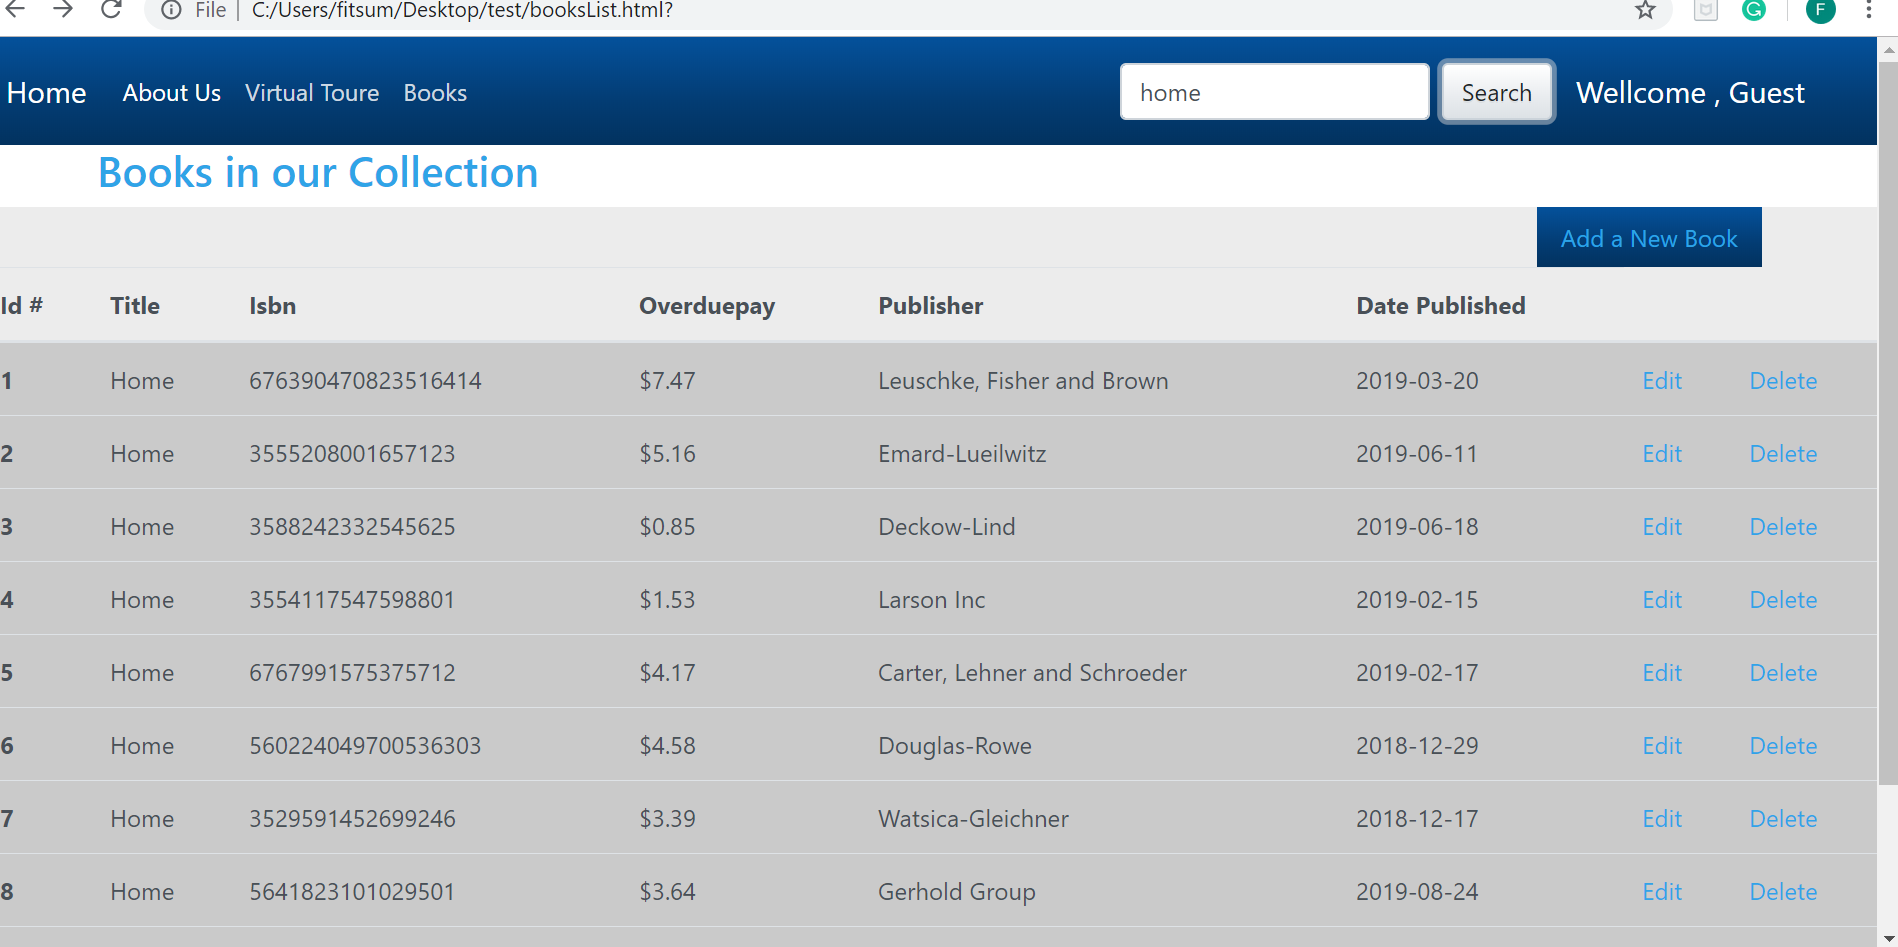 File | C:/Users/fitsum/Desktop/test/booksList.html? F
Home About Us Virtual Toure Books home Search Wellcome , Guest
Books in our Collection
Add a New Book
Id # Title Isbn Overduepay Publisher Date Published
1 Home 676390470823516414 $7.47 Leuschke, Fisher and Brown 2019-03-20 Edit Delete
2 Home 3555208001657123 $5.16 Emard-Lueilwitz 2019-06-11 Edit Delete
3 Home 3588242332545625 $0.85 Deckow-Lind 2019-06-18 Edit Delete
4 Home 3554117547598801 $1.53 Larson Inc 2019-02-15 Edit Delete
5 Home 6767991575375712 $4.17 Carter, Lehner and Schroeder 2019-02-17 Edit Delete
6 Home 560224049700536303 $4.58 Douglas-Rowe 2018-12-29 Edit Delete
7 Home 3529591452699246 $3.39 Watsica-Gleichner 2018-12-17 Edit Delete
8 Home 5641823101029501 $3.64 Gerhold Group 2019-08-24 Edit Delete